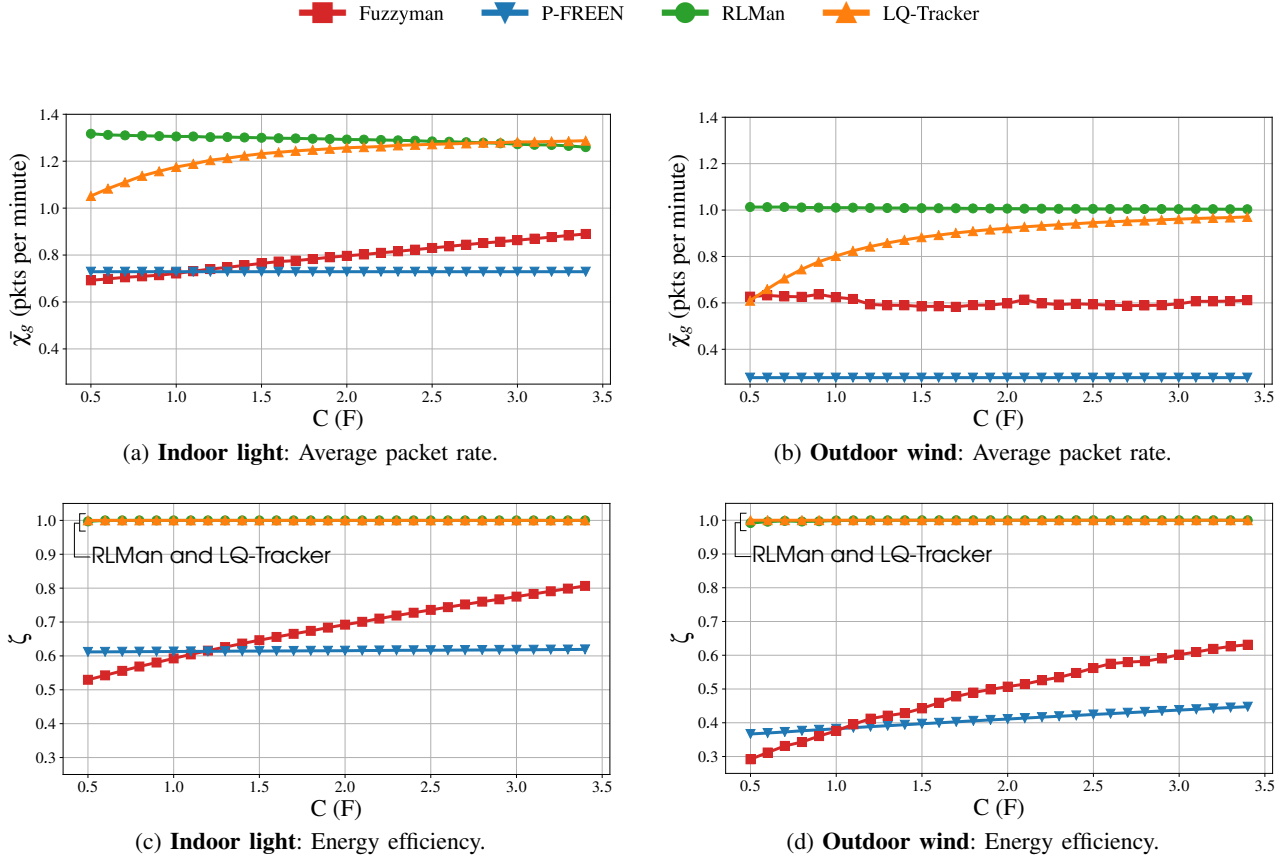 Fuzzyman P-FREEN RLMan LQ-Tracker
χ̄g (pkts per minute)
1.4
1.2
1.0
0.8
0.6
0.4
0.5 1.0 1.5 2.0 2.5 3.0 3.5
C (F)
(a) Indoor light: Average packet rate.
χ̄g (pkts per minute)
1.4
1.2
1.0
0.8
0.6
0.4
0.5 1.0 1.5 2.0 2.5 3.0 3.5
C (F)
(b) Outdoor wind: Average packet rate.
ζ
1.0
0.9
0.8
0.7
0.6
0.5
0.4
0.3
RLMan and LQ-Tracker
0.5 1.0 1.5 2.0 2.5 3.0 3.5
C (F)
(c) Indoor light: Energy efficiency.
ζ
1.0
0.9
0.8
0.7
0.6
0.5
0.4
0.3
RLMan and LQ-Tracker
0.5 1.0 1.5 2.0 2.5 3.0 3.5
C (F)
(d) Outdoor wind: Energy efficiency.